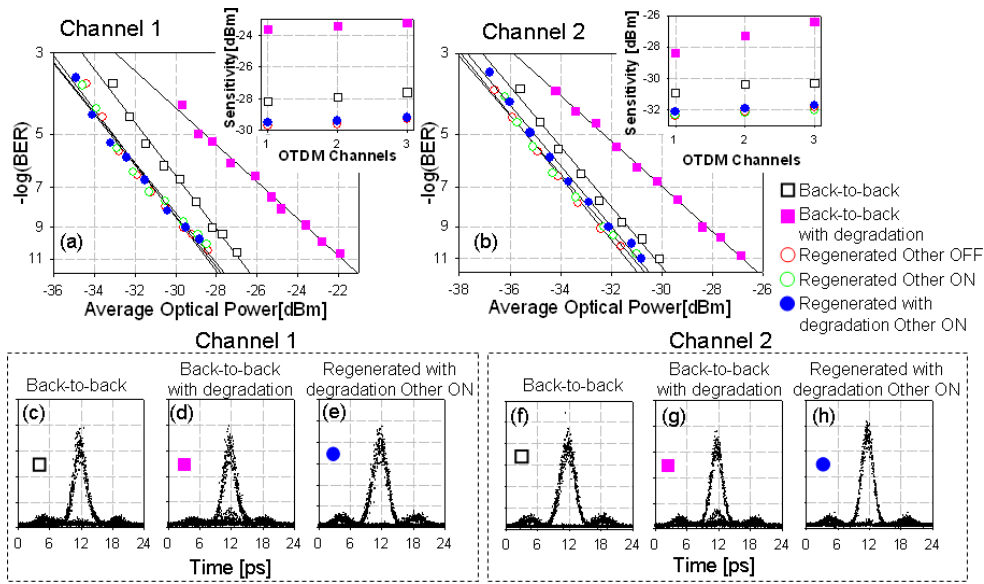 Channel 1
Channel 2
-log(BER)
3
5
7
9
11
(a)
-36
-34
-32
-30
-28
-26
-24
-22
Average Optical Power[dBm]
Sensitivity[dBm]
-24
-26
-28
-30
1
2
3
OTDM Channels
-log(BER)
3
5
7
9
11
(b)
-38
-36
-34
-32
-30
-28
-26
Average Optical Power[dBm]
Sensitivity [dBm]
-26
-28
-30
-32
1
2
3
OTDM Channels
Back-to-back
Back-to-back
with degradation
Regenerated Other OFF
Regenerated Other ON
Regenerated with
degradation Other ON
Channel 1
Back-to-back
Back-to-back
with degradation
Regenerated with
degradation Other ON
(c)
(d)
(e)
0 6 12 18 24
0 6 12 18 24
0 6 12 18 24
Time [ps]
Channel 2
Back-to-back
Back-to-back
with degradation
Regenerated with
degradation Other ON
(f)
(g)
(h)
0 6 12 18 24
0 6 12 18 24
0 6 12 18 24
Time [ps]